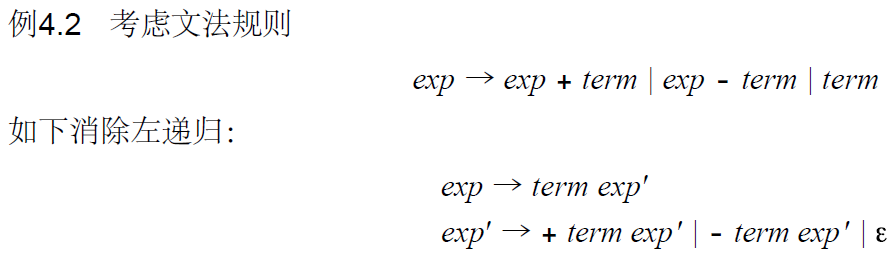 例4.2 考虑文法规则
exp → exp + term | exp - term | term
如下消除左递归：
exp → term exp'
exp' → + term exp' | - term exp' | ε